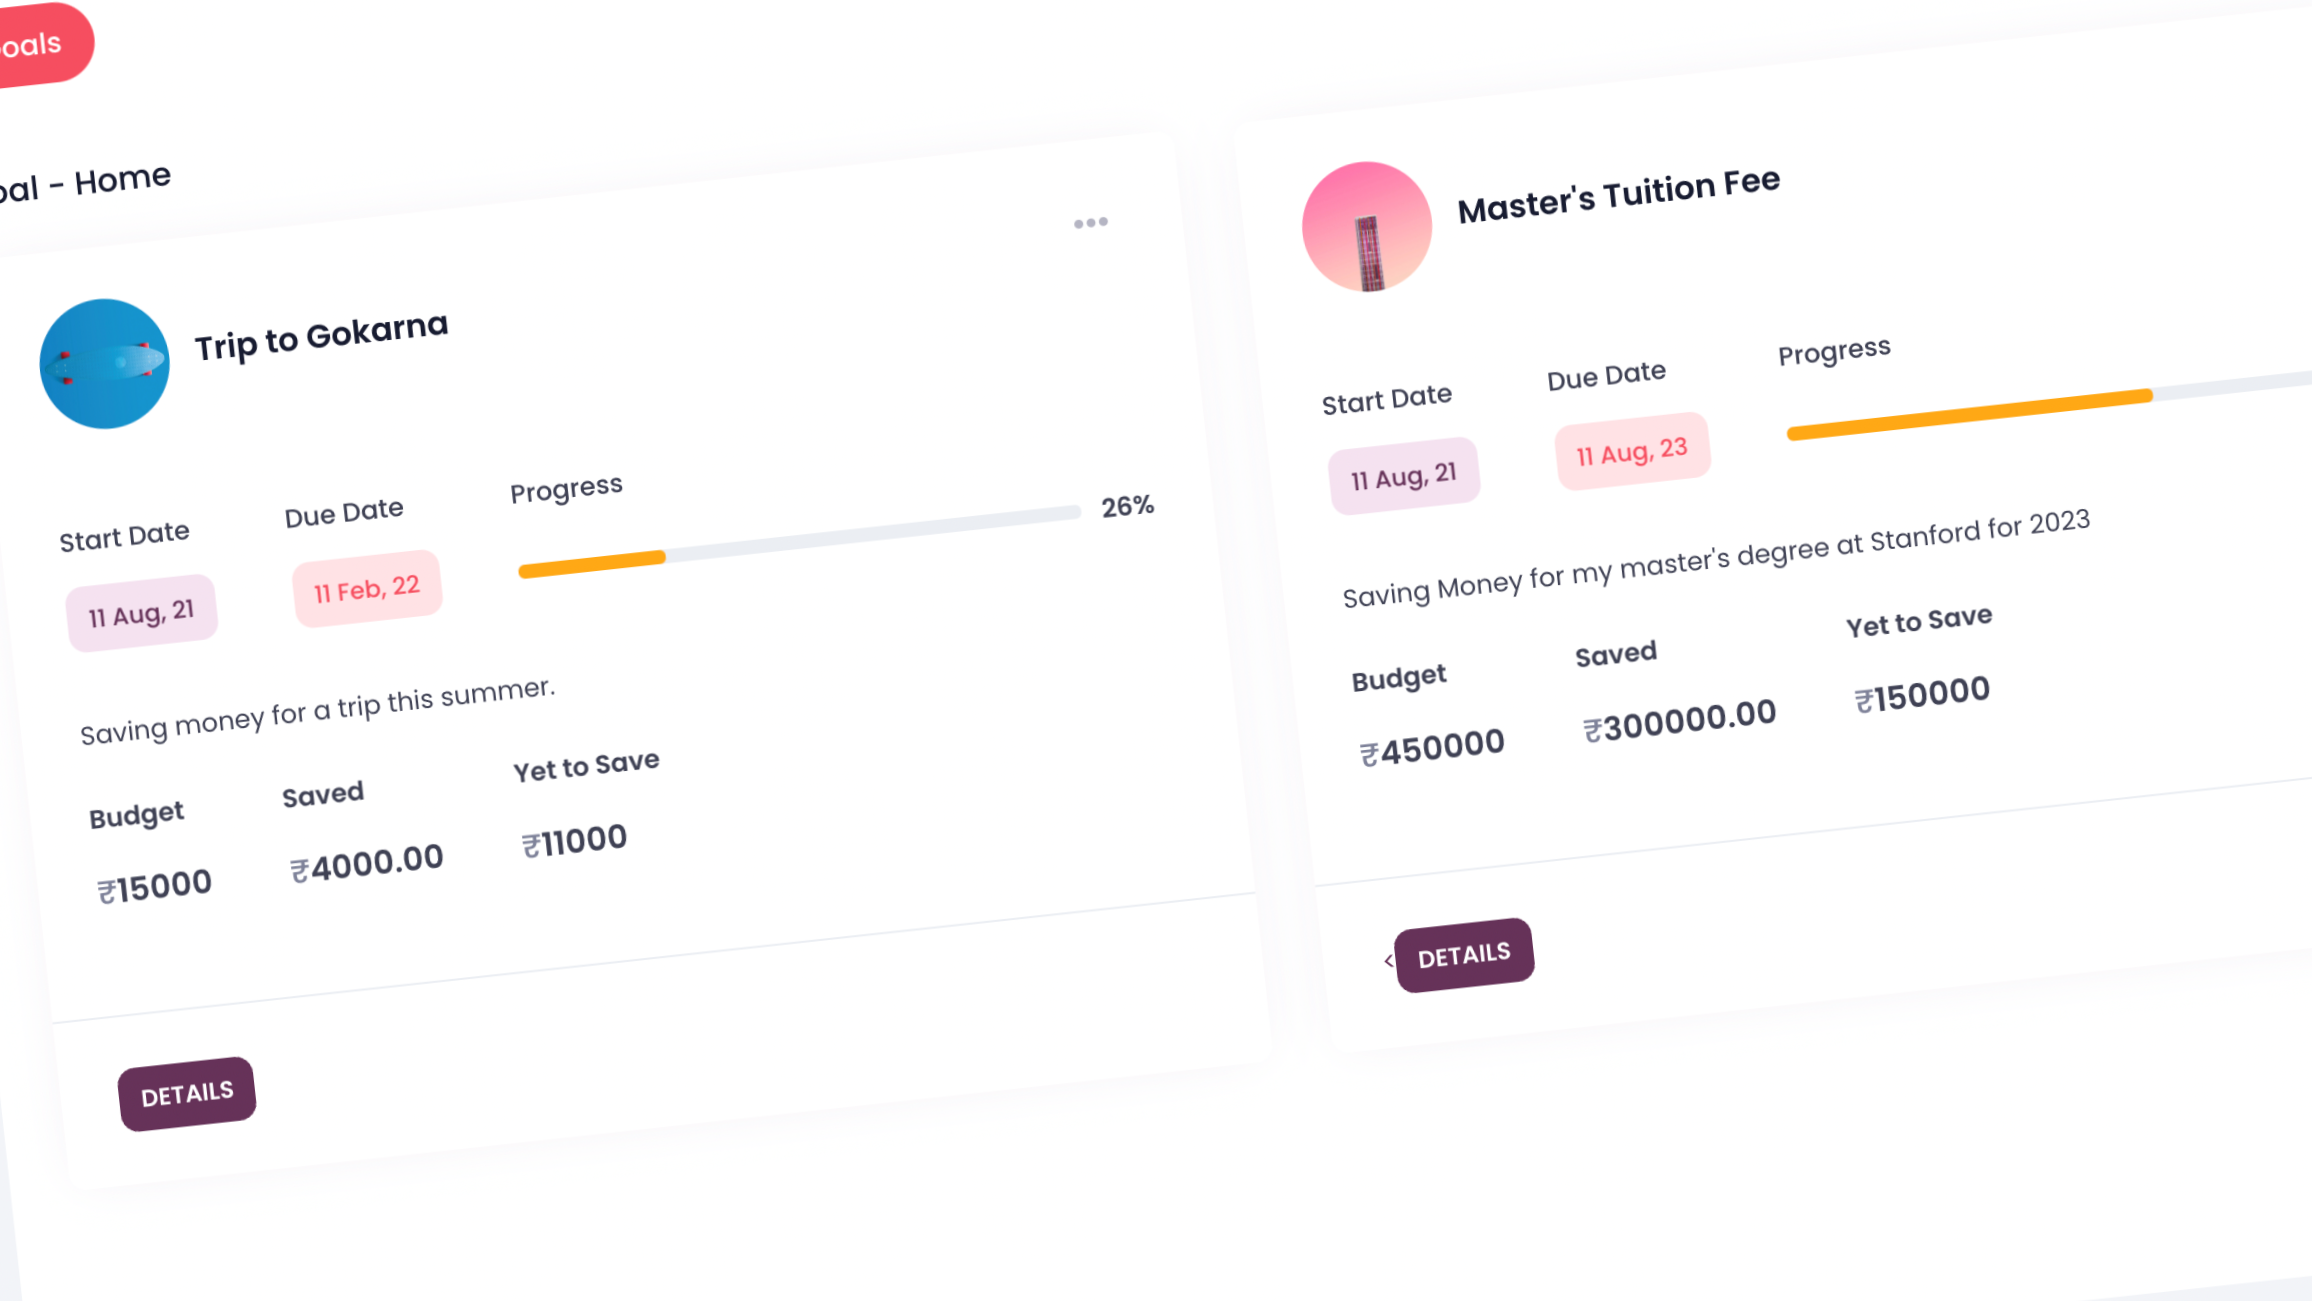 oals
oal - Home
Trip to Gokarna
Start Date
Due Date
Progress
11 Aug, 21
11 Feb, 22
26%
Saving money for a trip this summer.
Budget
Saved
Yet to Save
₹15000
₹4000.00
₹11000
DETAILS
Master's Tuition Fee
Start Date
Due Date
Progress
11 Aug, 21
11 Aug, 23
Saving Money for my master's degree at Stanford for 2023
Budget
Saved
Yet to Save
₹450000
₹300000.00
₹150000
<DETAILS